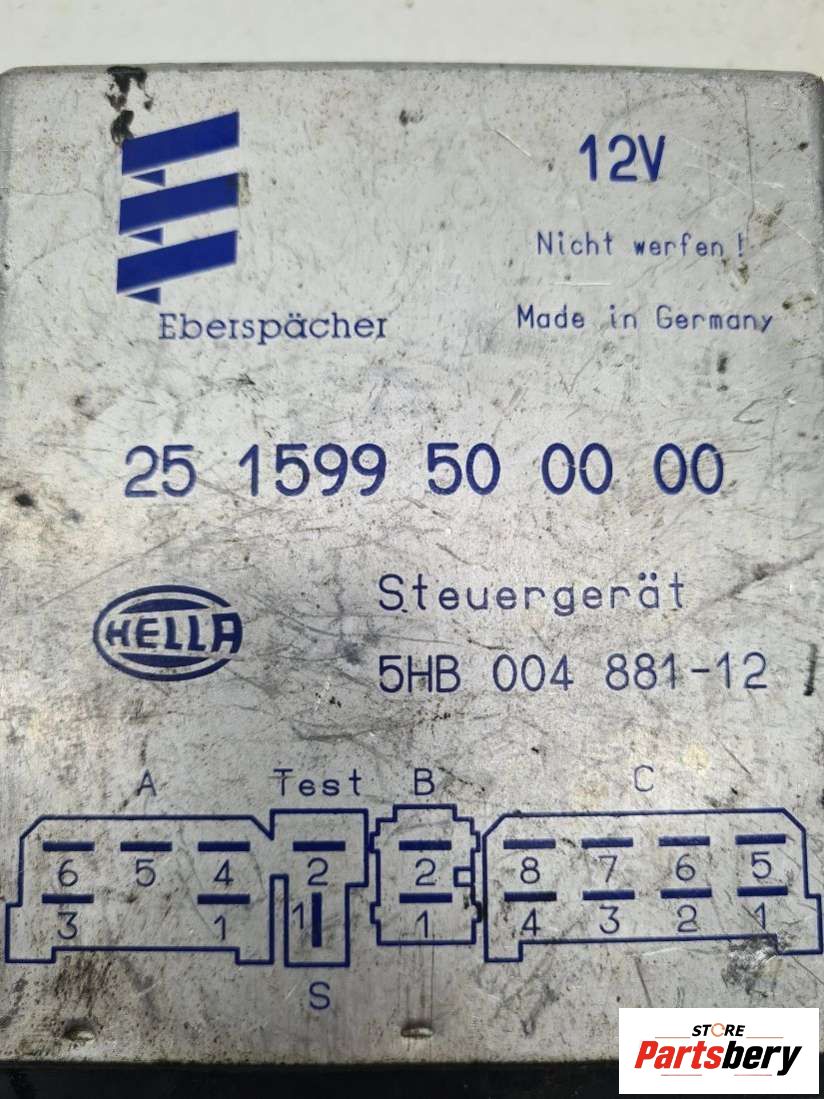 12V
Nicht werfen!
Eberspächer
Made in Germany
25 1599 50 00 00
HELLA
Steuergerät
5HB 004 881-12
A Test B C
6 5 4 2 2 8 7 6 5
3 1 1 1 4 3 2 1
S
STORE
Partsbery